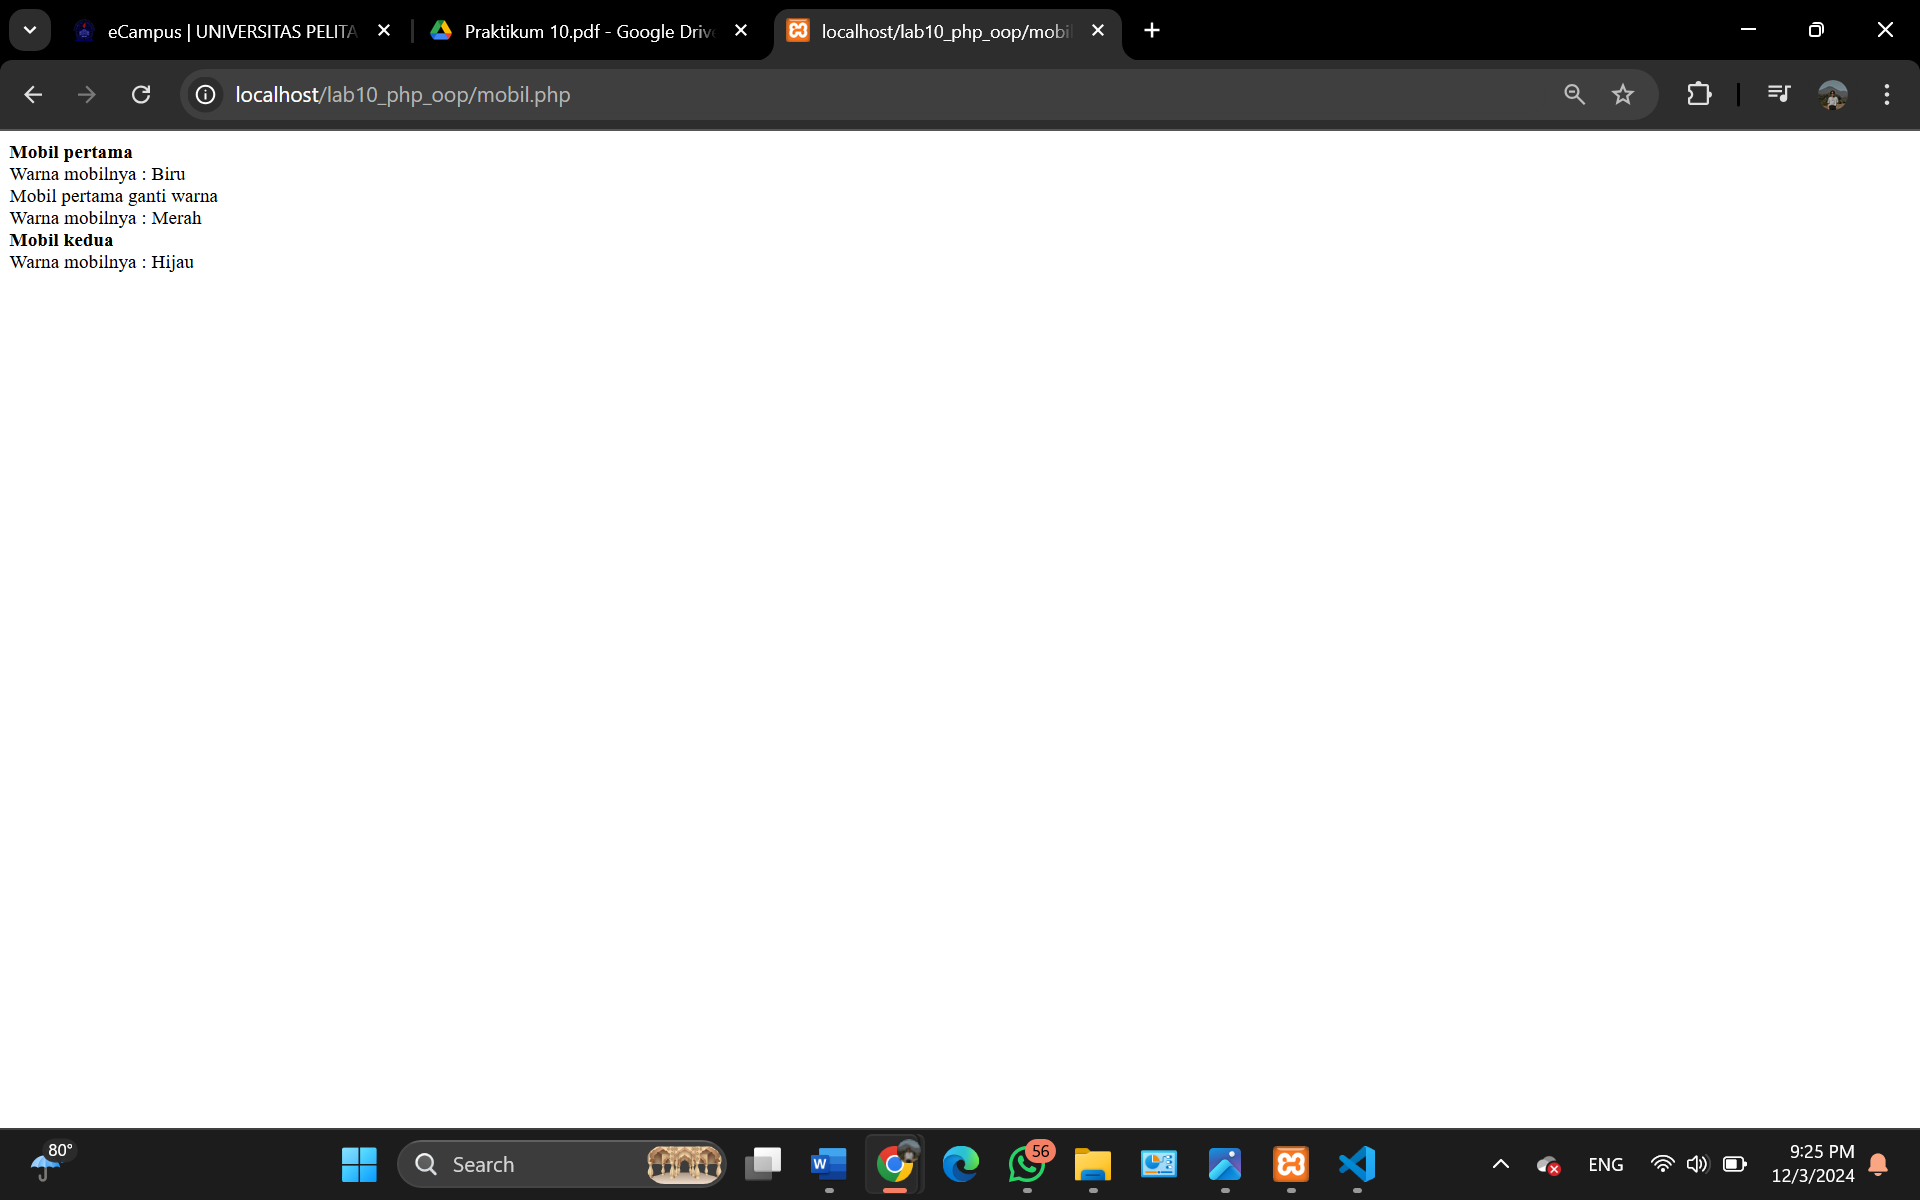 eCampus | UNIVERSITAS PELITA
Praktikum 10.pdf - Google Drive
localhost/lab10_php_oop/mobil
localhost/lab10_php_oop/mobil.php
Mobil pertama
Warna mobilnya : Biru
Mobil pertama ganti warna
Warna mobilnya : Merah
Mobil kedua
Warna mobilnya : Hijau
80°
Search
56
ENG
9:25 PM
12/3/2024